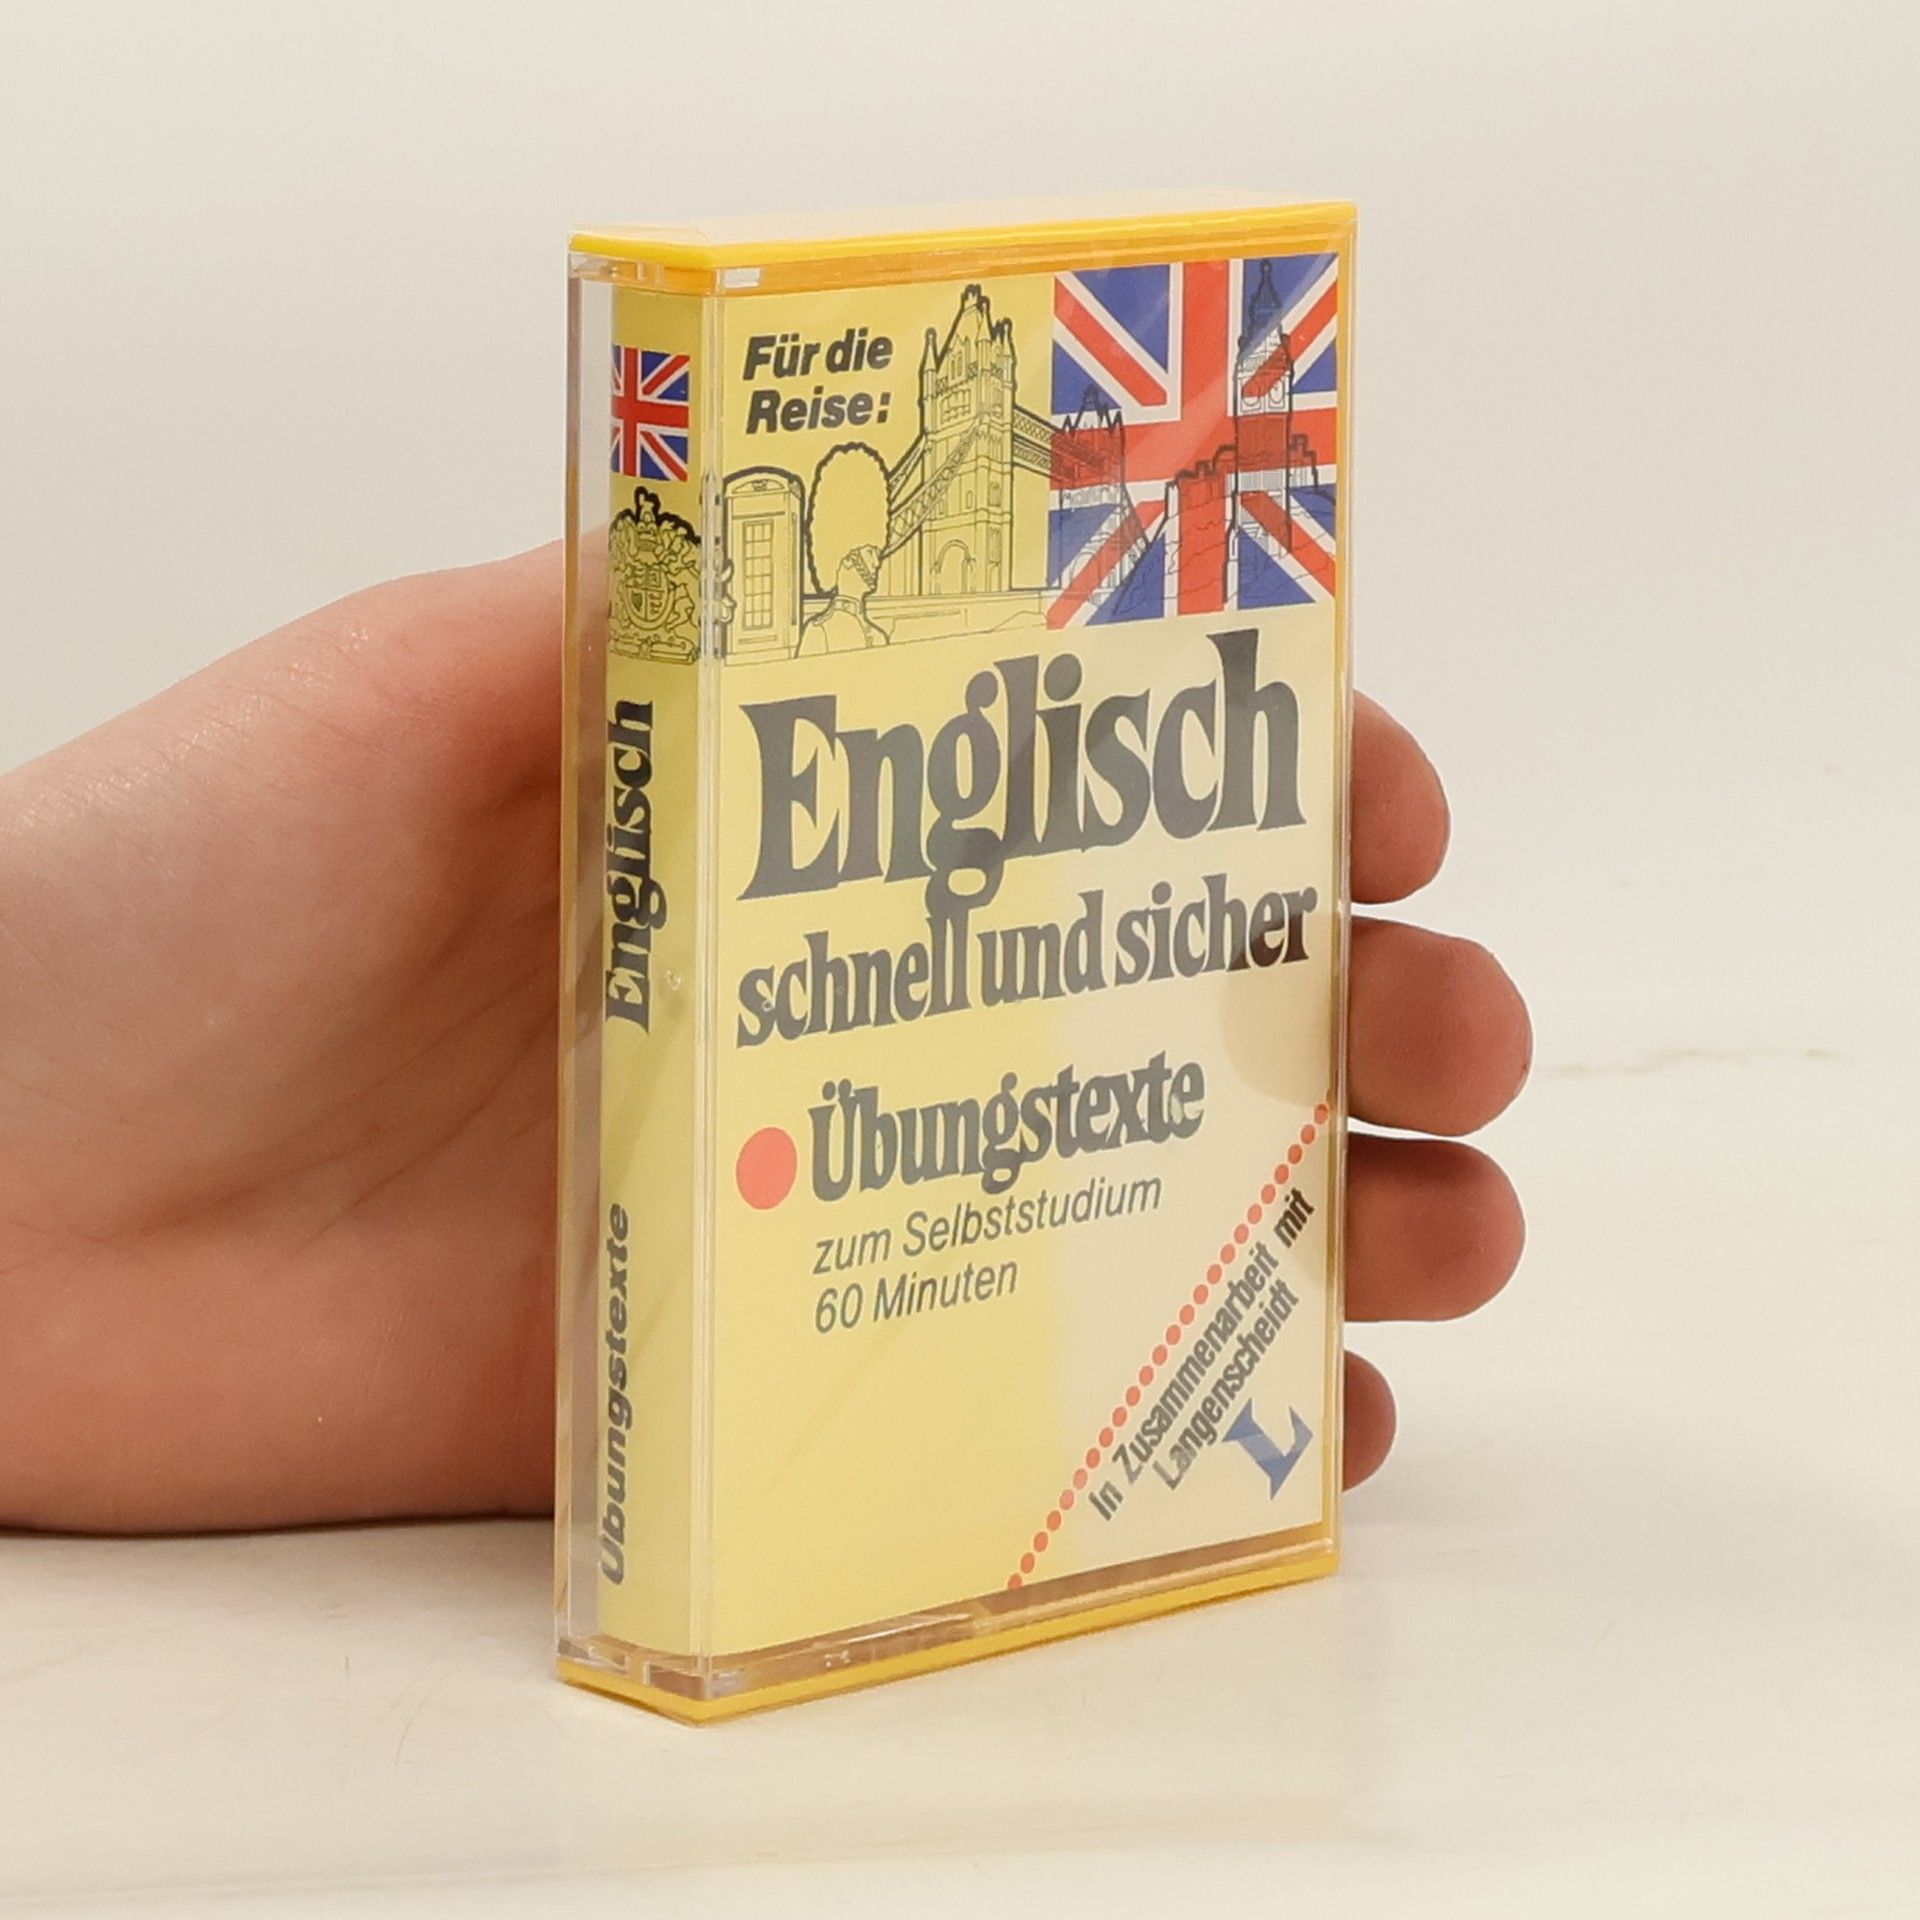 Für die
Reise:
Englisch
schnell und sicher
Übungstexte
zum Selbststudium
60 Minuten
In Zusammenarbeit mit
Langenscheidt
L
Englisch
Übungstexte